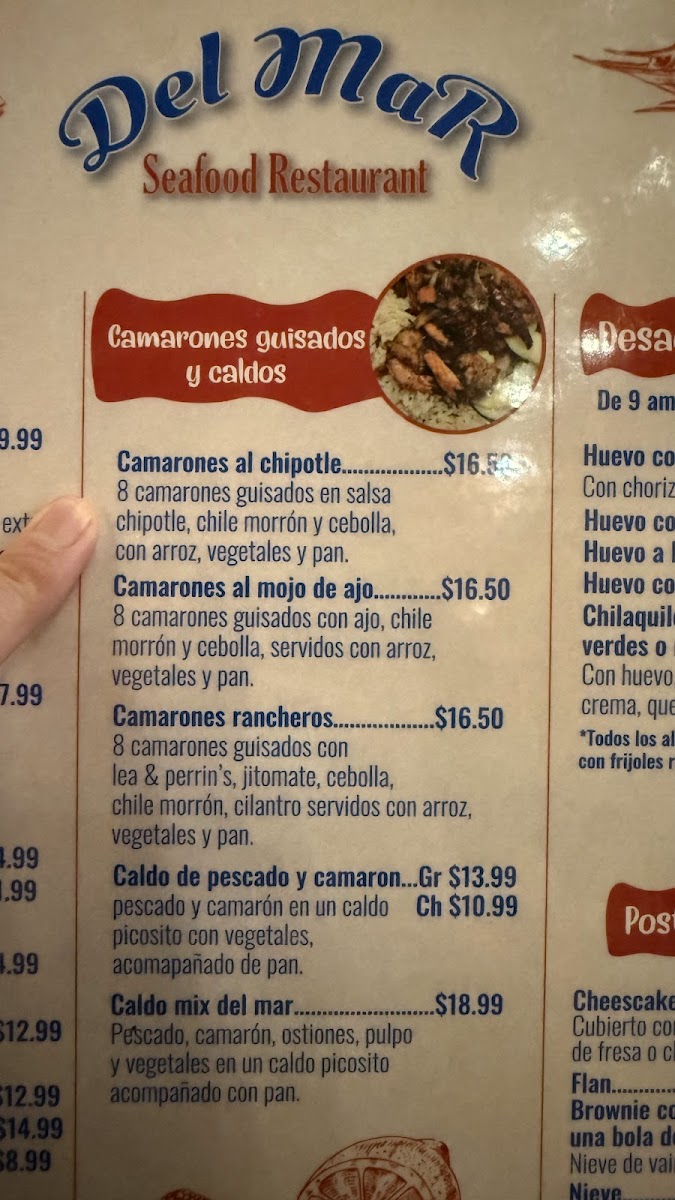 Del Mar
Seafood Restaurant
9.99
ext
7.99
4.99
$12.99
$12.99
$14.99
$8.99
Camarones guisados
y caldos
Camarones al chipotle..................$16.50
8 camarones guisados en salsa
chipotle, chile morrón y cebolla,
con arroz, vegetales y pan.
Camarones al mojo de ajo............$16.50
8 camarones guisados con ajo, chile
morrón y cebolla, servidos con arroz,
vegetales y pan.
Camarones rancheros..................$16.50
8 camarones guisados con
lea & perrin's, jitomate, cebolla,
chile morrón, cilantro servidos con arroz,
vegetales y pan.
Caldo de pescado y camaron...Gr $13.99
pescado y camarón en un caldo Ch $10.99
picosito con vegetales,
acomapañado de pan.
Caldo mix del mar.........................$18.99
Pescado, camarón, ostiones, pulpo
y vegetales en un caldo picosito
acompañado con pan.
Desa
De 9 am
Huevo co
Con choriz
Huevo co
Huevo a l
Huevo co
Chilaquil
verdes o
Con huevo
crema, que
*Todos los al
con frijoles r
Post
Cheescake
Cubierto co
de fresa o c
Flan...........
Brownie co
una bola d
Nieve de vai
Nieve